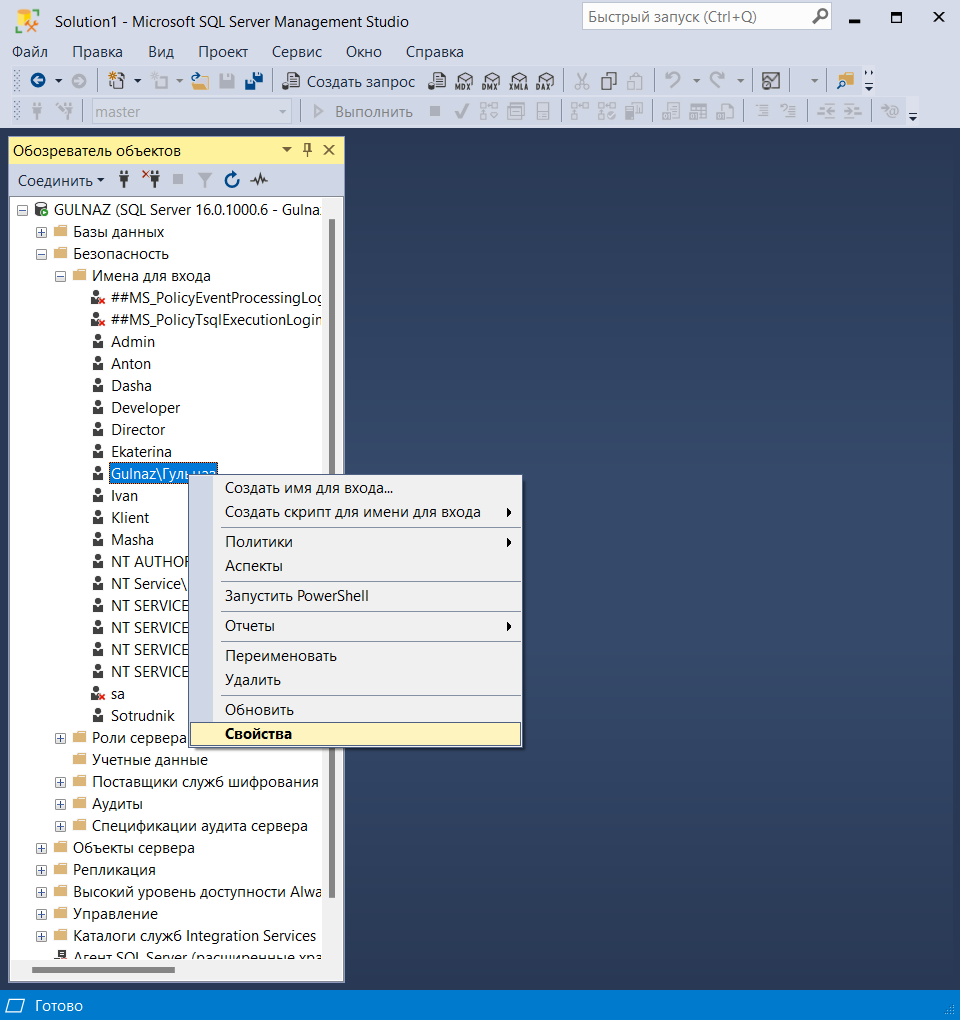 Solution1 - Microsoft SQL Server Management Studio
Быстрый запуск (Ctrl+Q)
Файл Правка Вид Проект Сервис Окно Справка
Создать запрос MDX DMX XMLA DAX
master Выполнить
Обозреватель объектов
Соединить
GULNAZ (SQL Server 16.0.1000.6 - Gulnaz
Базы данных
Безопасность
Имена для входа
##MS_PolicyEventProcessingLog
##MS_PolicyTsqlExecutionLogin
Admin
Anton
Dasha
Developer
Director
Ekaterina
Gulnaz\Гульназ
Ivan
Klient
Masha
NT AUTHOR
NT Service\
NT SERVICE
NT SERVICE
NT SERVICE
NT SERVICE
sa
Sotrudnik
Роли сервера
Учетные данные
Поставщики служб шифрования
Аудиты
Спецификации аудита сервера
Объекты сервера
Репликация
Высокий уровень доступности Alwa
Управление
Каталоги служб Integration Services
Агент SQL Server (расширенные хра
Создать имя для входа...
Создать скрипт для имени для входа
Политики
Аспекты
Запустить PowerShell
Отчеты
Переименовать
Удалить
Обновить
Свойства
Готово